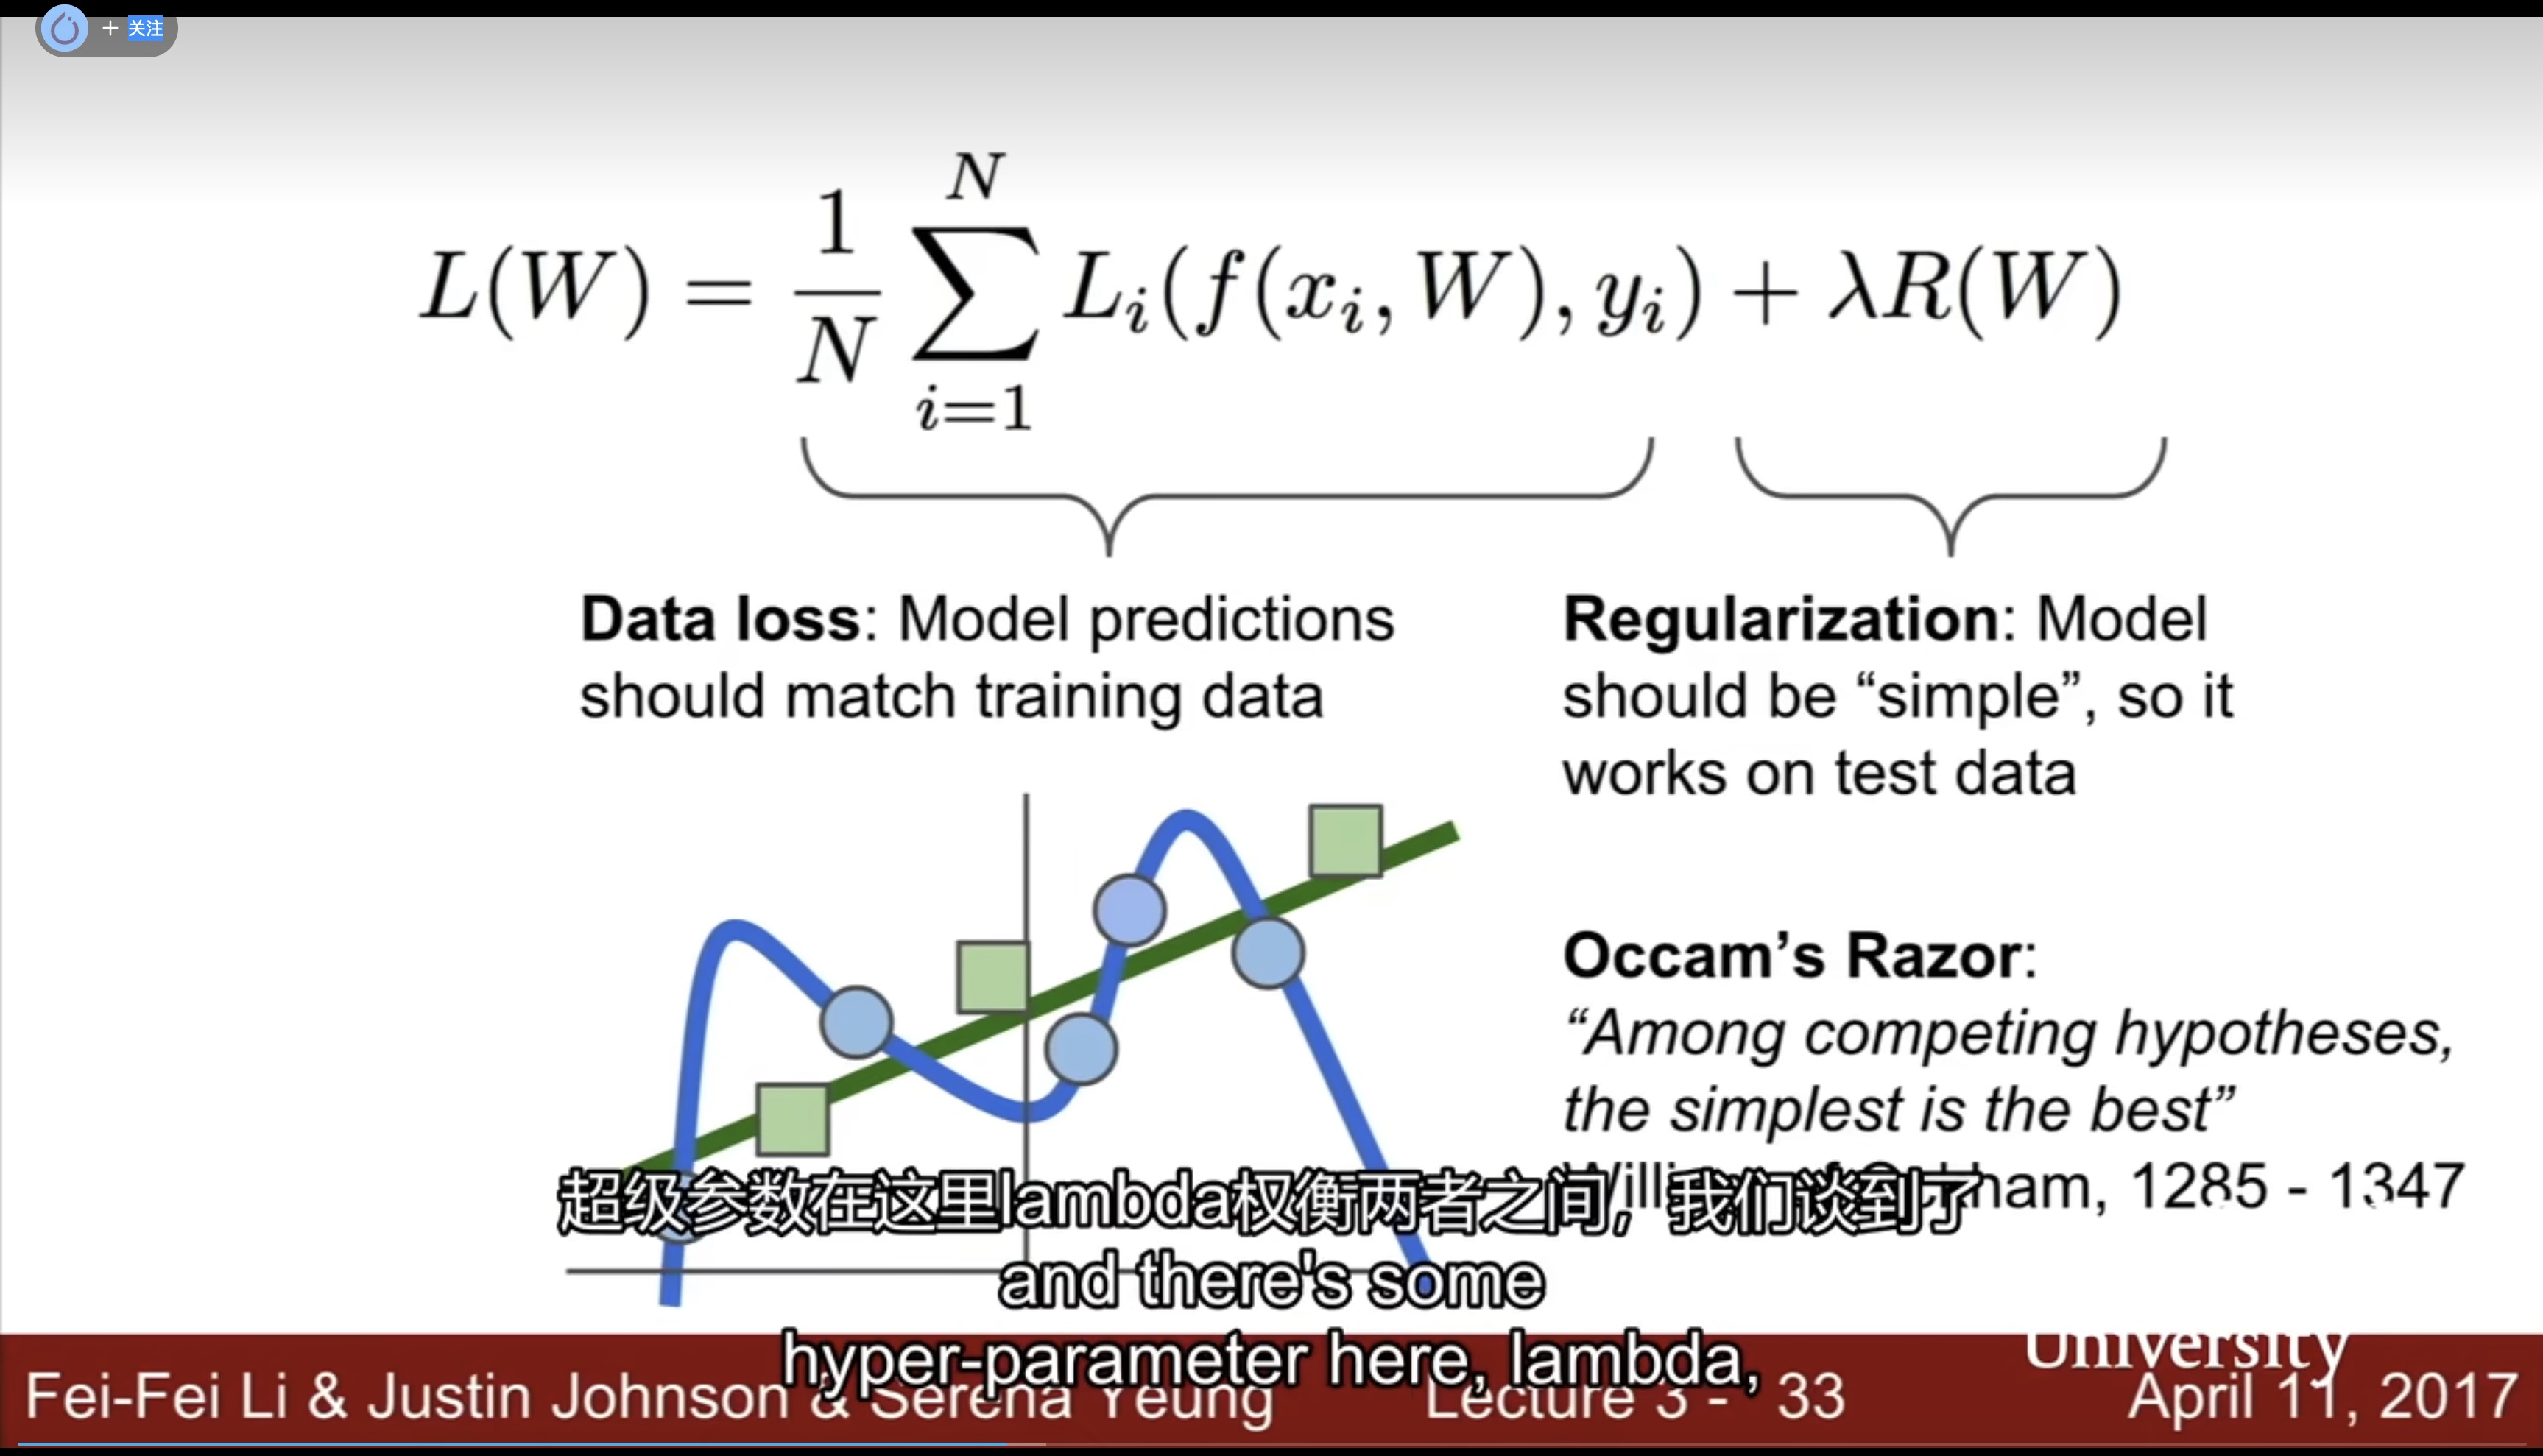 + 关注
L(W) = \frac{1}{N} \sum_{i=1}^{N} L_i(f(x_i, W), y_i) + λR(W)
Data loss: Model predictions
should match training data
Regularization: Model
should be “simple”, so it
works on test data
Occam’s Razor:
“Among competing hypotheses,
the simplest is the best”
1285 - 1347
超级参数在这里lambda权衡两者之间，我们谈到了
and there's some
hyper-parameter here, lambda,
University
Fei-Fei Li & Justin Johnson & Serena Yeung
Lecture 3 - 33
April 11, 2017